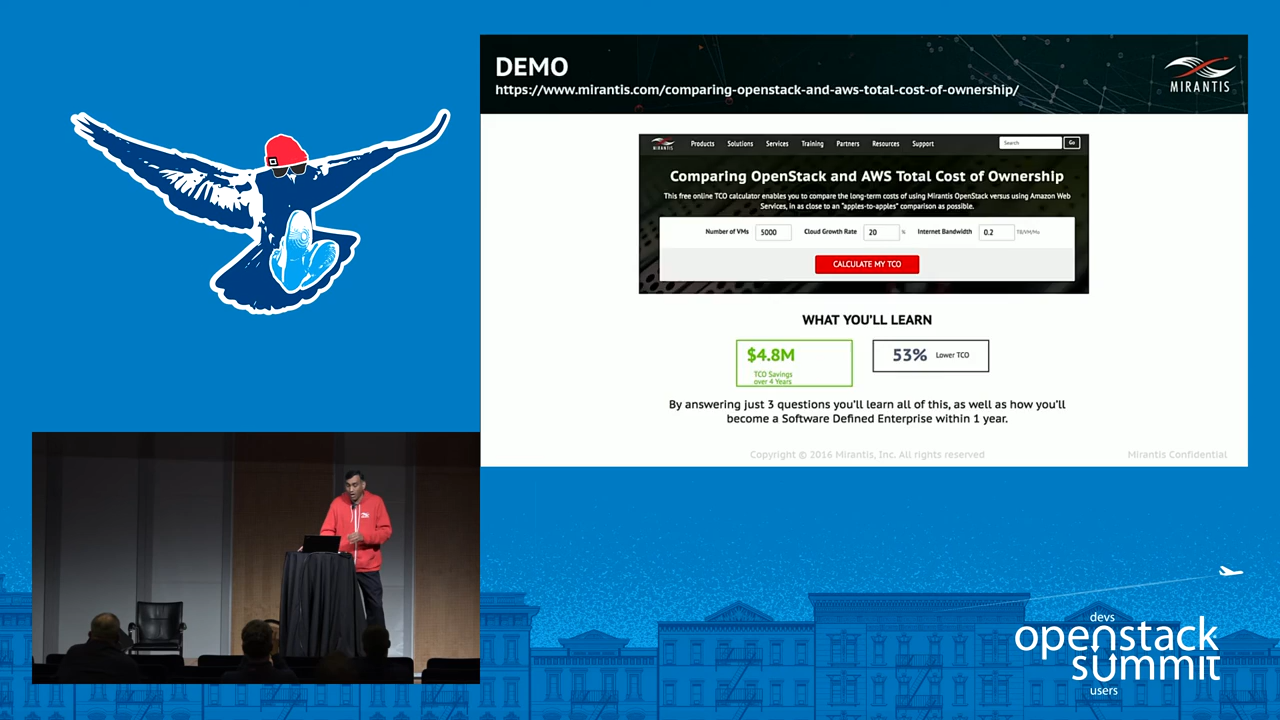 DEMO
https://www.mirantis.com/comparing-openstack-and-aws-total-cost-of-ownership/
MIRANTIS
MIRANTIS
Products Solutions Services Training Partners Resources Support Search Go
Comparing OpenStack and AWS Total Cost of Ownership
This free online TCO calculator enables you to compare the long-term costs of using Mirantis OpenStack versus using Amazon Web
Services, in as close to an "apples-to-apples" comparison as possible.
Number of VMs 5000 Cloud Growth Rate 20 % Internet Bandwidth 0.2 TB/VM/Mo
CALCULATE MY TCO
WHAT YOU'LL LEARN
$4.8M
TCO Savings
over 4 Years
53% Lower TCO
By answering just 3 questions you'll learn all of this, as well as how you'll
become a Software Defined Enterprise within 1 year.
Copyright © 2016 Mirantis, Inc. All rights reserved
Mirantis Confidential
devs
openstack
summit
users